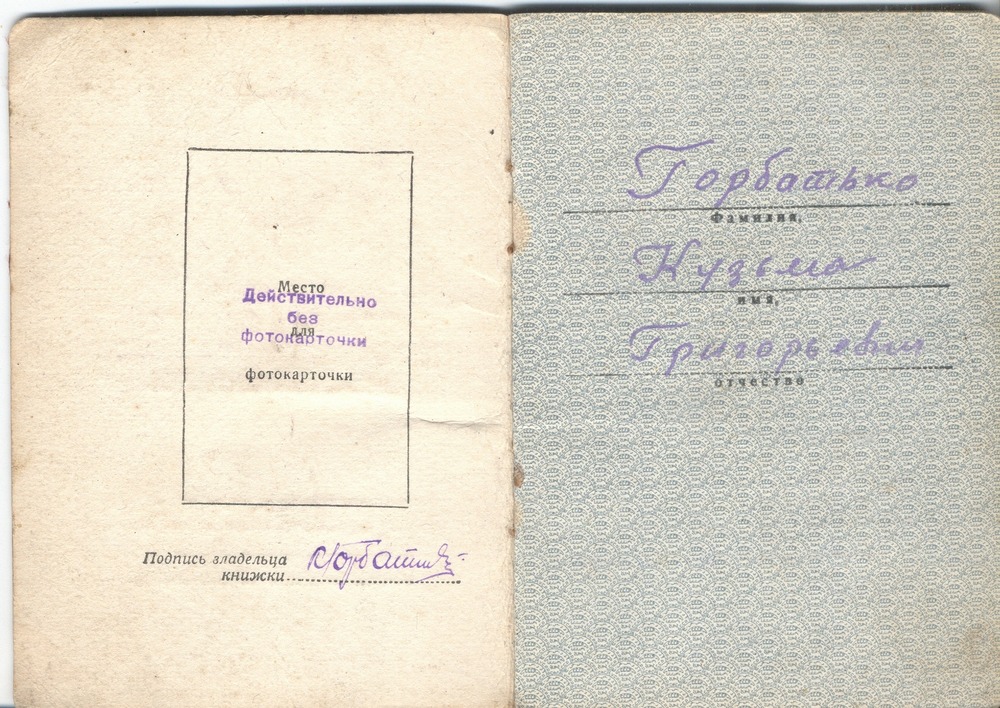 Место
Действительно
без
для
фотокарточки
фотокарточки
Подпись владельца
книжки
Горбатько
Фамилия,
Кузьма
имя,
Григорьевич
отчество